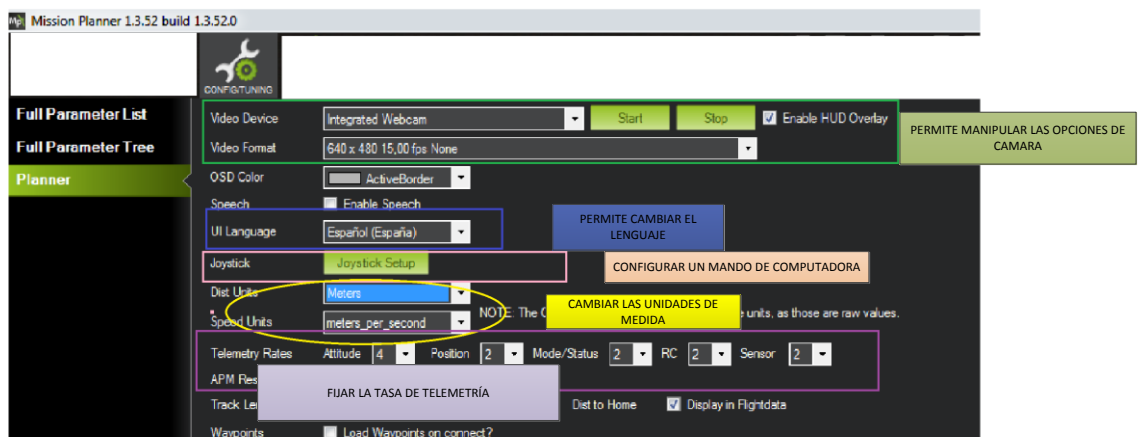 Mission Planner 1.3.52 build 1.3.52.0
CONFIG/TUNING
Full Parameter List
Full Parameter Tree
Planner
Video Device Integrated Webcam Start Stop Enable HUD Overlay
PERMITE MANIPULAR LAS OPCIONES DE
CAMARA
Video Format 640 x 480 15,00 fps None
OSD Color ActiveBorder
Speech Enable Speech
UI Language Español (España)
PERMITE CAMBIAR EL
LENGUAJE
Joystick Joystick Setup
CONFIGURAR UN MANDO DE COMPUTADORA
Dist Units Meters
CAMBIAR LAS UNIDADES DE
MEDIDA
Speed Units meters_per_second
NOTE: The units, as those are raw values.
Telemetry Rates Attitude 4 Position 2 Mode/Status 2 RC 2 Sensor 2
APM
FIJAR LA TASA DE TELEMETRÍA
Track Dist to Home Display in Flightdata
Waypoints Load Waypoints on connect?